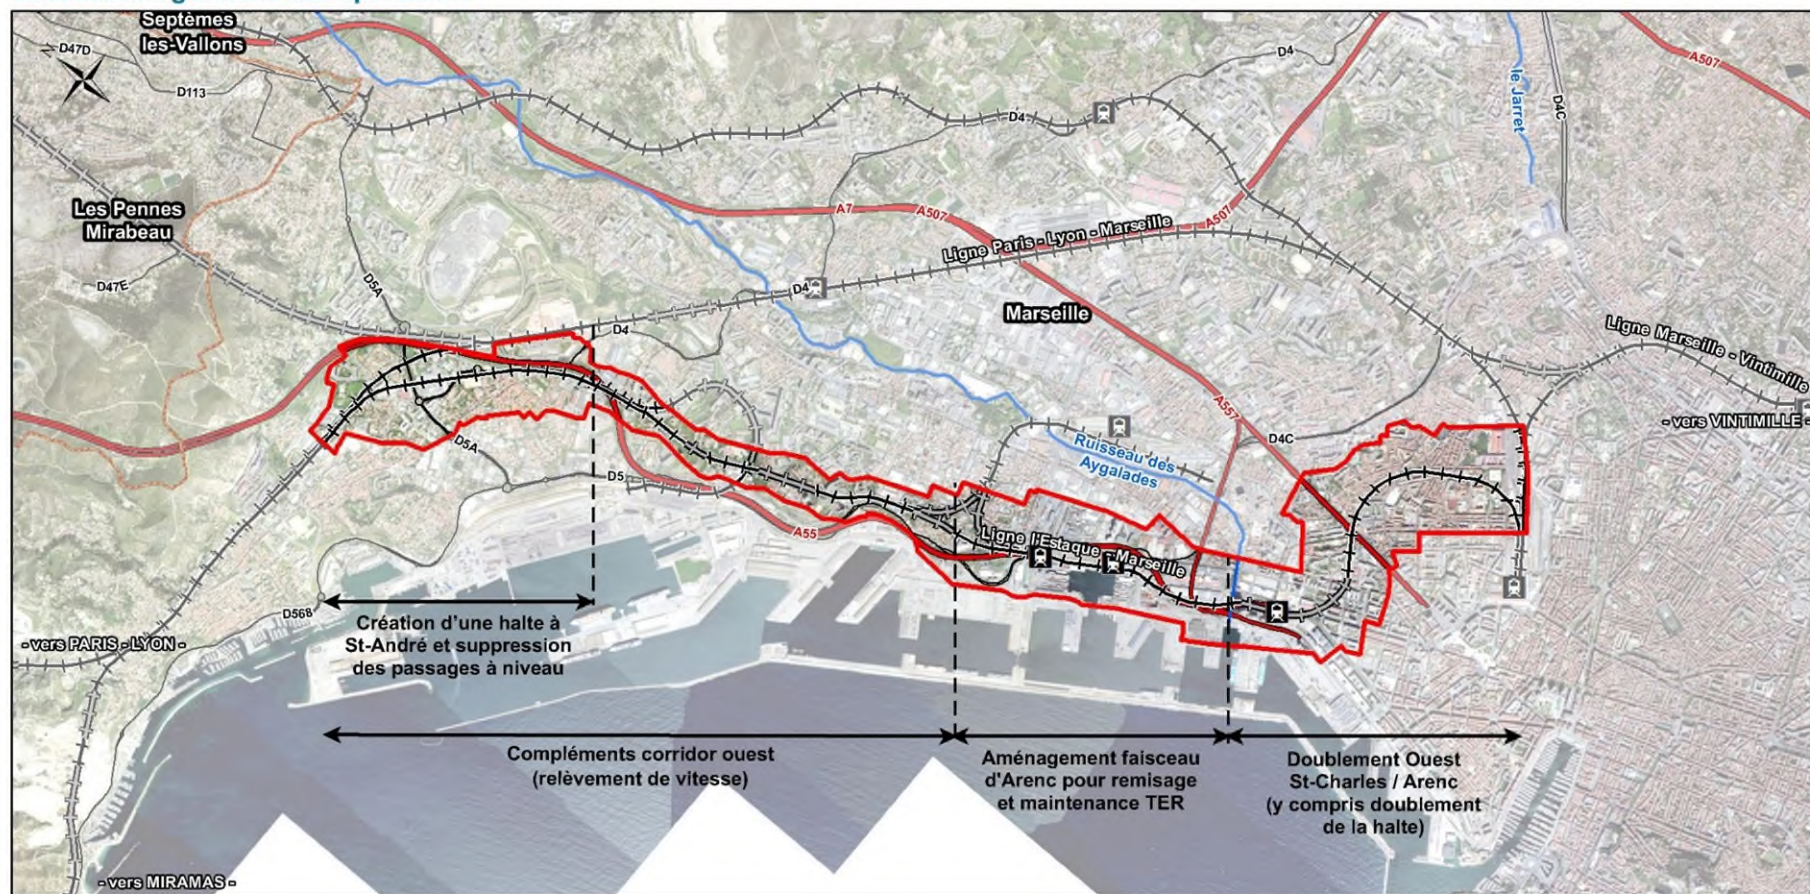 Septèmes
les-Vallons
D47D
N
D113
D4
A507
le Jarret
D4C
D4
Les Pennes
Mirabeau
A7
A507
A507
Ligne Paris - Lyon - Marseille
D47E
D5A
D4
D4
Marseille
Ligne Marseille - Vintimille
- vers VINTIMILLE -
A557
D4C
D5A
Ruisseau des
Aygalades
D5
A55
Ligne l'Estaque - Marseille
D568
- vers PARIS - LYON -
Création d'une halte à
St-André et suppression
des passages à niveau
Compléments corridor ouest
(relèvement de vitesse)
Aménagement faisceau
d'Arenc pour remisage
et maintenance TER
Doublement Ouest
St-Charles / Arenc
(y compris doublement
de la halte)
- vers MIRAMAS -